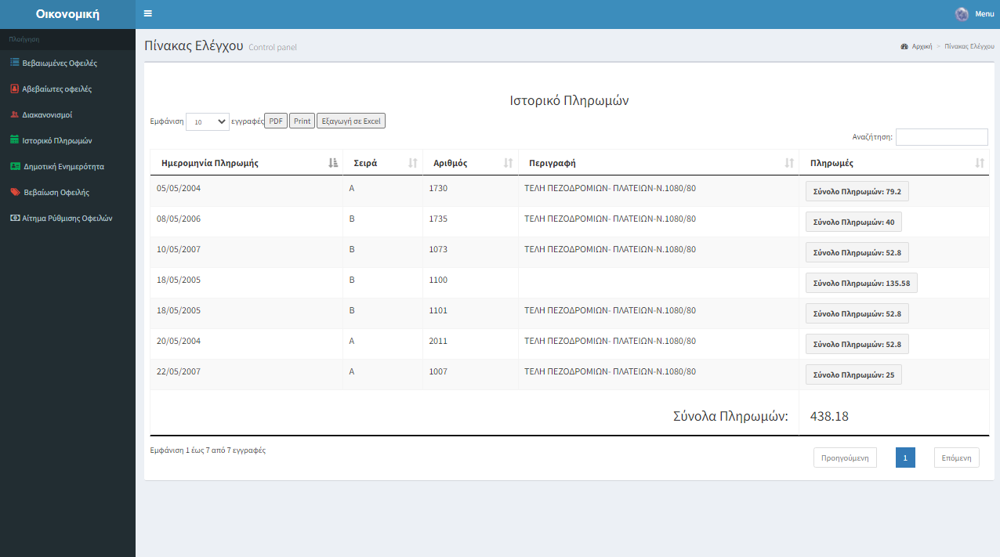 Οικονομική
Menu
Πλοήγηση
Βεβαιωμένες Οφειλές
Αβεβαίωτες οφειλές
Διακανονισμοί
Ιστορικό Πληρωμών
Δημοτική Ενημερότητα
Βεβαίωση Οφειλής
Αίτημα Ρύθμισης Οφειλών
Πίνακας Ελέγχου Control panel
Αρχική > Πίνακας Ελέγχου
Ιστορικό Πληρωμών
Εμφάνιση 10 εγγραφές PDF Print Εξαγωγή σε Excel
Αναζήτηση:
Ημερομηνία Πληρωμής Σειρά Αριθμός Περιγραφή Πληρωμές
05/05/2004 Α 1730 ΤΕΛΗ ΠΕΖΟΔΡΟΜΙΩΝ- ΠΛΑΤΕΙΩΝ-Ν.1080/80 Σύνολο Πληρωμών: 79.2
08/05/2006 Β 1735 ΤΕΛΗ ΠΕΖΟΔΡΟΜΙΩΝ- ΠΛΑΤΕΙΩΝ-Ν.1080/80 Σύνολο Πληρωμών: 40
10/05/2007 Β 1073 ΤΕΛΗ ΠΕΖΟΔΡΟΜΙΩΝ- ΠΛΑΤΕΙΩΝ-Ν.1080/80 Σύνολο Πληρωμών: 52.8
18/05/2005 Β 1100 Σύνολο Πληρωμών: 135.58
18/05/2005 Β 1101 ΤΕΛΗ ΠΕΖΟΔΡΟΜΙΩΝ- ΠΛΑΤΕΙΩΝ-Ν.1080/80 Σύνολο Πληρωμών: 52.8
20/05/2004 Α 2011 ΤΕΛΗ ΠΕΖΟΔΡΟΜΙΩΝ- ΠΛΑΤΕΙΩΝ-Ν.1080/80 Σύνολο Πληρωμών: 52.8
22/05/2007 Α 1007 ΤΕΛΗ ΠΕΖΟΔΡΟΜΙΩΝ- ΠΛΑΤΕΙΩΝ-Ν.1080/80 Σύνολο Πληρωμών: 25
Σύνολα Πληρωμών: 438.18
Εμφάνιση 1 έως 7 από 7 εγγραφές
Προηγούμενη 1 Επόμενη